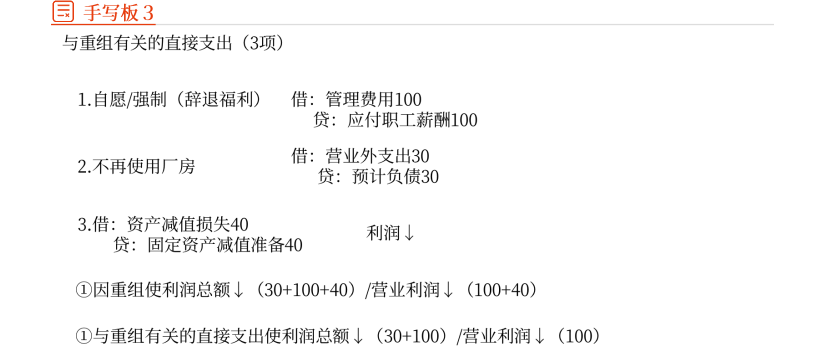 手写板 3
与重组有关的直接支出（3项）
1.自愿/强制（辞退福利） 借：管理费用100
贷：应付职工薪酬100
借：营业外支出30
2.不再使用厂房
贷：预计负债30
3.借：资产减值损失40
利润↓
贷：固定资产减值准备40
①因重组使利润总额↓（30+100+40）/营业利润↓（100+40）
①与重组有关的直接支出使利润总额↓（30+100）/营业利润↓（100）